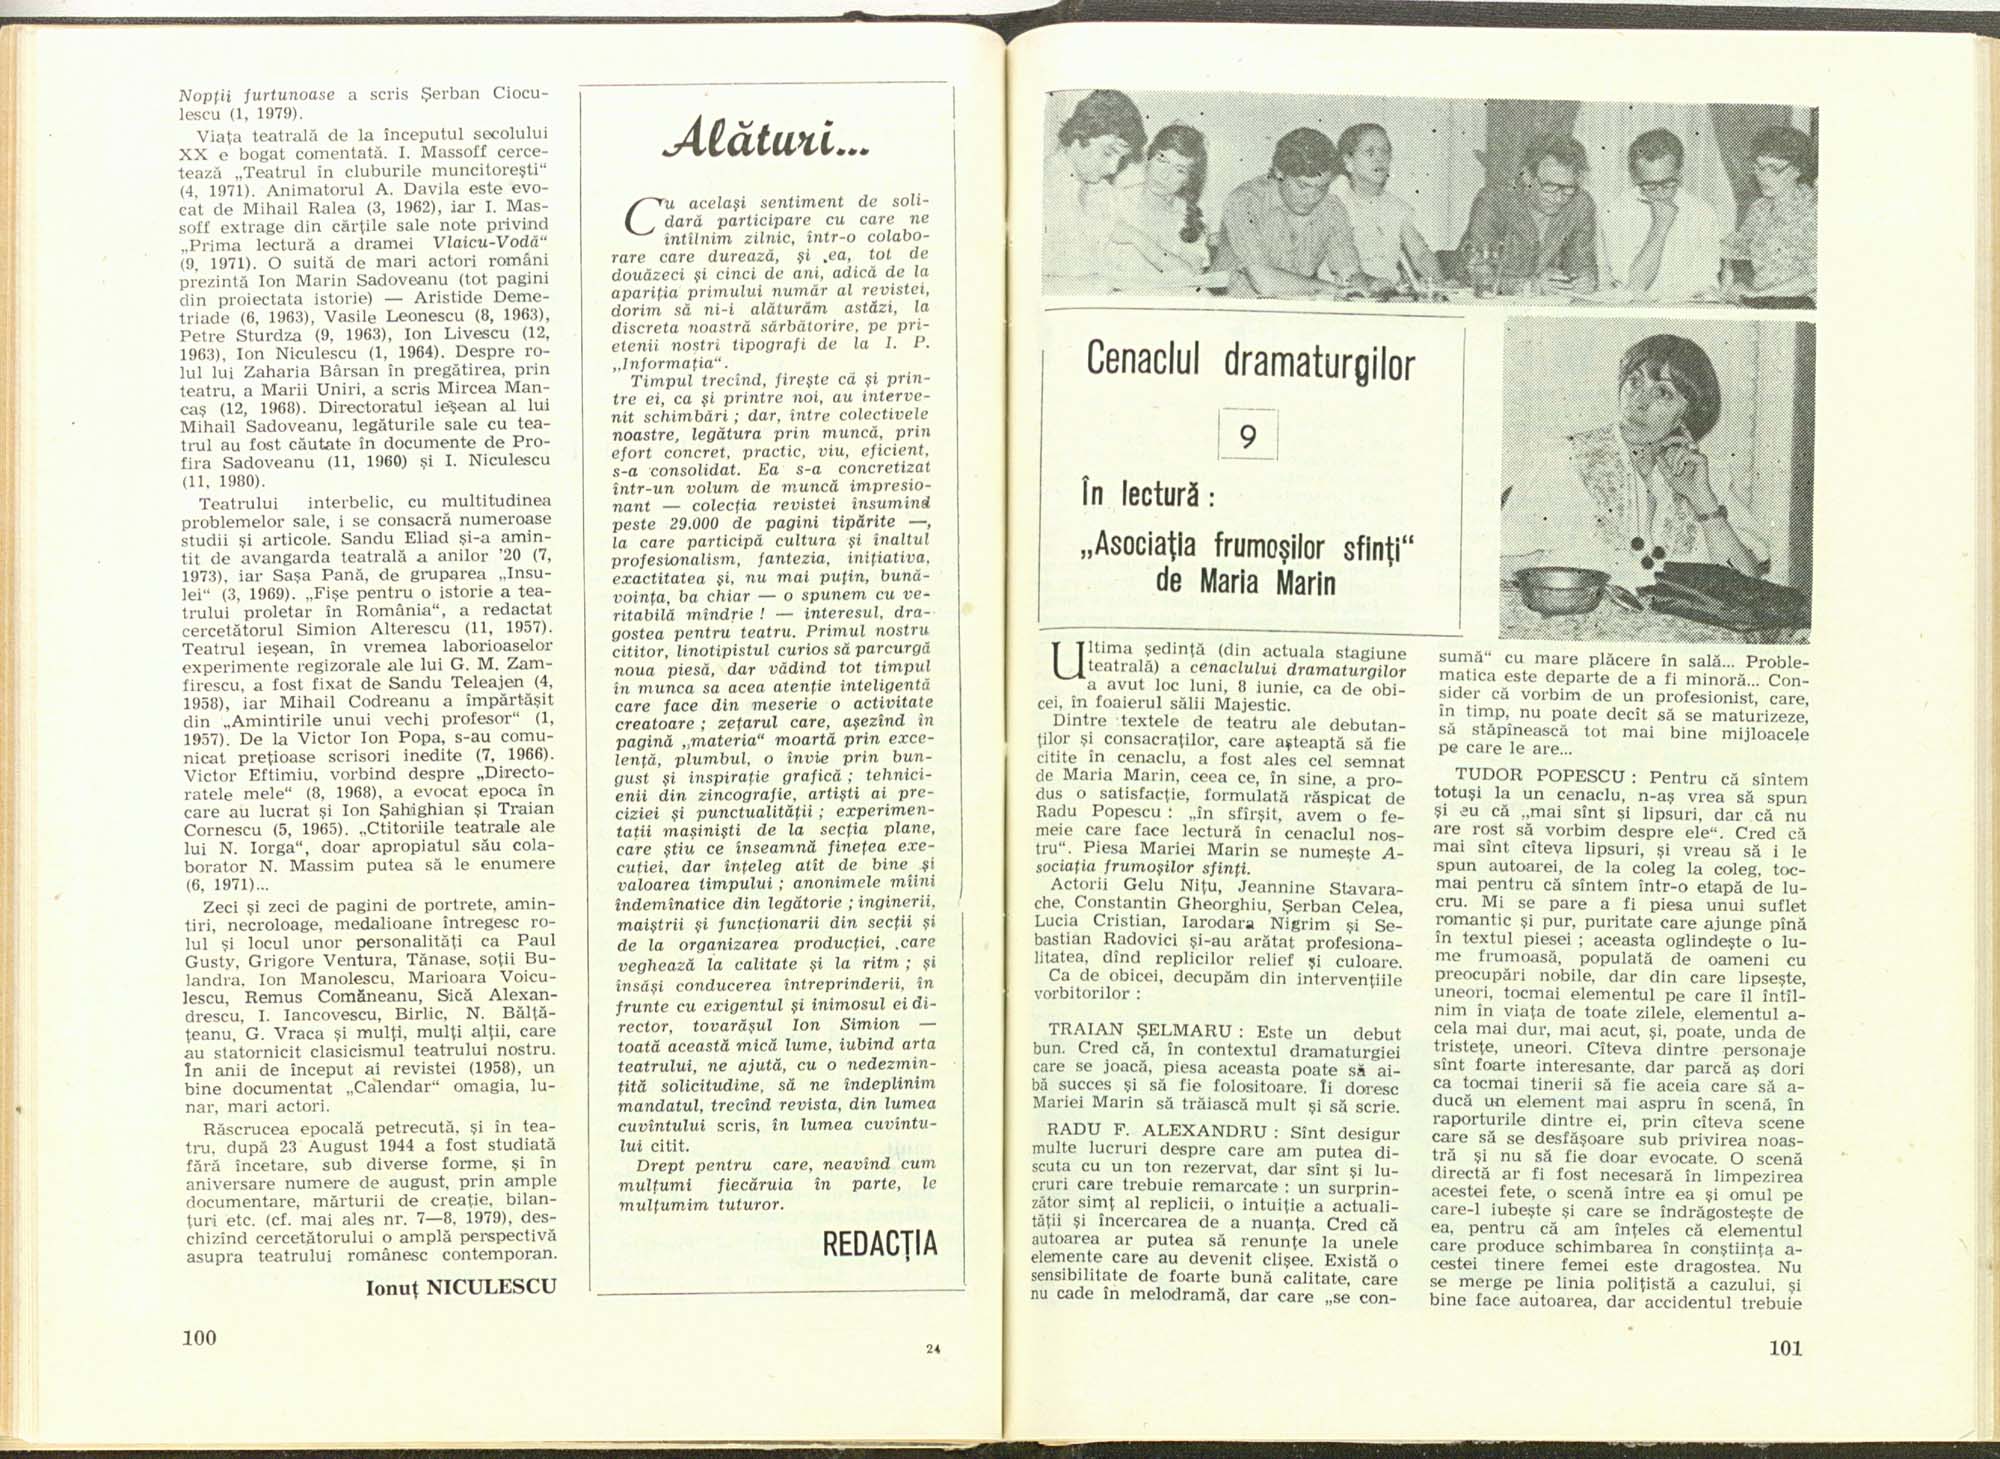 Nopții furtunoase a scris Șerban Ciocu-
lescu (1, 1979).
Viața teatrală de la începutul secolului
XX e bogat comentată. I. Massoff cerce-
tează „Teatrul în cluburile muncitorești“
(4, 1971). Animatorul A. Davila este evo-
cat de Mihail Ralea (3, 1962), iar I. Mas-
soff extrage din cărțile sale note privind
„Prima lectură a dramei Vlaicu-Vodă“
(9, 1971). O suită de mari actori români
prezintă Ion Marin Sadoveanu (tot pagini
din proiectata istorie) — Aristide Deme-
triade (6, 1963), Vasile Leonescu (8, 1963),
Petre Sturdza (9, 1963), Ion Livescu (12,
1963), Ion Niculescu (1, 1964). Despre ro-
lul lui Zaharia Bârsan în pregătirea, prin
teatru, a Marii Uniri, a scris Mircea Man-
caș (12, 1968). Directoratul ieșean al lui
Mihail Sadoveanu, legăturile sale cu tea-
trul au fost căutate în documente de Pro-
fira Sadoveanu (11, 1960) și I. Niculescu
(11, 1980).
Teatrului interbelic, cu multitudinea
problemelor sale, i se consacră numeroase
studii și articole. Sandu Eliad și-a amin-
tit de avangarda teatrală a anilor '20 (7,
1973), iar Sașa Pană, de gruparea „Insu-
lei“ (3, 1969). „Fișe pentru o istorie a tea-
trului proletar în România“, a redactat
cercetătorul Simion Alterescu (11, 1957).
Teatrul ieșean, în vremea laborioaselor
experimente regizorale ale lui G. M. Zam-
firescu, a fost fixat de Sandu Teleajen (4,
1958), iar Mihail Codreanu a împărtășit
din „Amintirile unui vechi profesor“ (1,
1957). De la Victor Ion Popa, s-au comu-
nicat prețioase scrisori inedite (7, 1966).
Victor Eftimiu, vorbind despre „Directo-
ratele mele“ (8, 1968), a evocat epoca în
care au lucrat și Ion Șahighian și Traian
Cornescu (5, 1965). „Ctitoriile teatrale ale
lui N. Iorga“, doar apropiatul său cola-
borator N. Massim putea să le enumere
(6, 1971)...
Zeci și zeci de pagini de portrete, amin-
tiri, necroloage, medalioane întregesc ro-
lul și locul unor personalități ca Paul
Gusty, Grigore Ventura, Tănase, soții Bu-
landra, Ion Manolescu, Marioara Voicu-
lescu, Remus Comăneanu, Sică Alexan-
drescu, I. Iancovescu, Birlic, N. Bălță-
țeanu, G. Vraca și mulți, mulți alții, care
au statornicit clasicismul teatrului nostru.
În anii de început ai revistei (1958), un
bine documentat „Calendar“ omagia, lu-
nar, mari actori.
Răscrucea epocală petrecută, și în tea-
tru, după 23 August 1944 a fost studiată
fără încetare, sub diverse forme, și în
aniversare numere de august, prin ample
documentare, mărturii de creație, bilan-
țuri etc. (cf. mai ales nr. 7—8, 1979), des-
chizînd cercetătorului o amplă perspectivă
asupra teatrului românesc contemporan.
Ionuț NICULESCU
100
Alături...
Cu același sentiment de soli-
dară participare cu care ne
întîlnim zilnic, într-o colabo-
rare care durează, și ea, tot de
douăzeci și cinci de ani, adică de la
apariția primului număr al revistei,
dorim să ni-i alăturăm astăzi, la
discreta noastră sărbătorire, pe pri-
etenii noștri tipografi de la I. P.
„Informația“.
Timpul trecînd, firește că și prin-
tre ei, ca și printre noi, au interve-
nit schimbări ; dar, între colectivele
noastre, legătura prin muncă, prin
efort concret, practic, viu, eficient,
s-a consolidat. Ea s-a concretizat
într-un volum de muncă impresio-
nant — colecția revistei însumînd
peste 29.000 de pagini tipărite —,
la care participă cultura și înaltul
profesionalism, fantezia, inițiativa,
exactitatea și, nu mai puțin, bună-
voința, ba chiar — o spunem cu ve-
ritabilă mîndrie ! — interesul, dra-
gostea pentru teatru. Primul nostru
cititor, linotipistul curios să parcurgă
noua piesă, dar vădind tot timpul
în munca sa acea atenție inteligentă
care face din meserie o activitate
creatoare ; zețarul care, așezînd în
pagină „materia“ moartă prin exce-
lență, plumbul, o învie prin bun-
gust și inspirație grafică ; tehnici-
enii din zincografie, artiști ai pre-
ciziei și punctualității ; experimen-
tații mașiniști de la secția plane,
care știu ce înseamnă finețea exe-
cuției, dar înțeleg atît de bine și
valoarea timpului ; anonimele mîini
îndemînatice din legătorie ; inginerii,
maiștrii și funcționarii din secții și
de la organizarea producției, care
veghează la calitate și la ritm ; și
însăși conducerea întreprinderii, în
frunte cu exigentul și inimosul ei di-
rector, tovarășul Ion Simion —
toată această mică lume, iubind arta
teatrului, ne ajută, cu o nedezmin-
țită solicitudine, să ne îndeplinim
mandatul, trecînd revista, din lumea
cuvîntului scris, în lumea cuvîntu-
lui citit.
Drept pentru care, neavînd cum
mulțumi fiecăruia în parte, le
mulțumim tuturor.
REDACȚIA
24
Cenaclul dramaturgilor
9
În lectură :
„Asociația frumoșilor sfinți“
de Maria Marin
Ultima ședință (din actuala stagiune
teatrală) a cenaclului dramaturgilor
a avut loc luni, 8 iunie, ca de obi-
cei, în foaierul sălii Majestic.
Dintre textele de teatru ale debutan-
ților și consacraților, care așteaptă să fie
citite în cenaclu, a fost ales cel semnat
de Maria Marin, ceea ce, în sine, a pro-
dus o satisfacție, formulată răspicat de
Radu Popescu : „în sfîrșit, avem o fe-
meie care face lectură în cenaclul nos-
tru“. Piesa Mariei Marin se numește A-
sociația frumoșilor sfinți.
Actorii Gelu Nițu, Jeannine Stavara-
che, Constantin Gheorghiu, Șerban Celea,
Lucia Cristian, Iarodara Nigrim și Se-
bastian Radovici și-au arătat profesiona-
litatea, dînd replicilor relief și culoare.
Ca de obicei, decupăm din intervențiile
vorbitorilor :
TRAIAN ȘELMARU : Este un debut
bun. Cred că, în contextul dramaturgiei
care se joacă, piesa aceasta poate să ai-
bă succes și să fie folositoare. Îi doresc
Mariei Marin să trăiască mult și să scrie.
RADU F. ALEXANDRU : Sînt desigur
multe lucruri despre care am putea di-
scuta cu un ton rezervat, dar sînt și lu-
cruri care trebuie remarcate : un surprin-
zător simț al replicii, o intuiție a actuali-
tății și încercarea de a nuanța. Cred că
autoarea ar putea să renunțe la unele
elemente care au devenit clișee. Există o
sensibilitate de foarte bună calitate, care
nu cade în melodramă, dar care „se con-
sumă“ cu mare plăcere în sală... Proble-
matica este departe de a fi minoră... Con-
sider că vorbim de un profesionist, care,
în timp, nu poate decît să se maturizeze,
să stăpînească tot mai bine mijloacele
pe care le are...
TUDOR POPESCU : Pentru că sîntem
totuși la un cenaclu, n-aș vrea să spun
și eu că „mai sînt și lipsuri, dar că nu
are rost să vorbim despre ele“. Cred că
mai sînt cîteva lipsuri, și vreau să i le
spun autoarei, de la coleg la coleg, toc-
mai pentru că sîntem într-o etapă de lu-
cru. Mi se pare a fi piesa unui suflet
romantic și pur, puritate care ajunge pînă
în textul piesei ; aceasta oglindește o lu-
me frumoasă, populată de oameni cu
preocupări nobile, dar din care lipsește,
uneori, tocmai elementul pe care îl întîl-
nim în viața de toate zilele, elementul a-
cela mai dur, mai acut, și, poate, unda de
tristețe, uneori. Cîteva dintre personaje
sînt foarte interesante, dar parcă aș dori
ca tocmai tinerii să fie aceia care să a-
ducă un element mai aspru în scenă, în
raporturile dintre ei, prin cîteva scene
care să se desfășoare sub privirea noas-
tră și nu să fie doar evocate. O scenă
directă ar fi fost necesară în limpezirea
acestei fete, o scenă între ea și omul pe
care-l iubește și care se îndrăgostește de
ea, pentru că am înțeles că elementul
care produce schimbarea în conștiința a-
cestei tinere femei este dragostea. Nu
se merge pe linia polițistă a cazului, și
bine face autoarea, dar accidentul trebuie
101